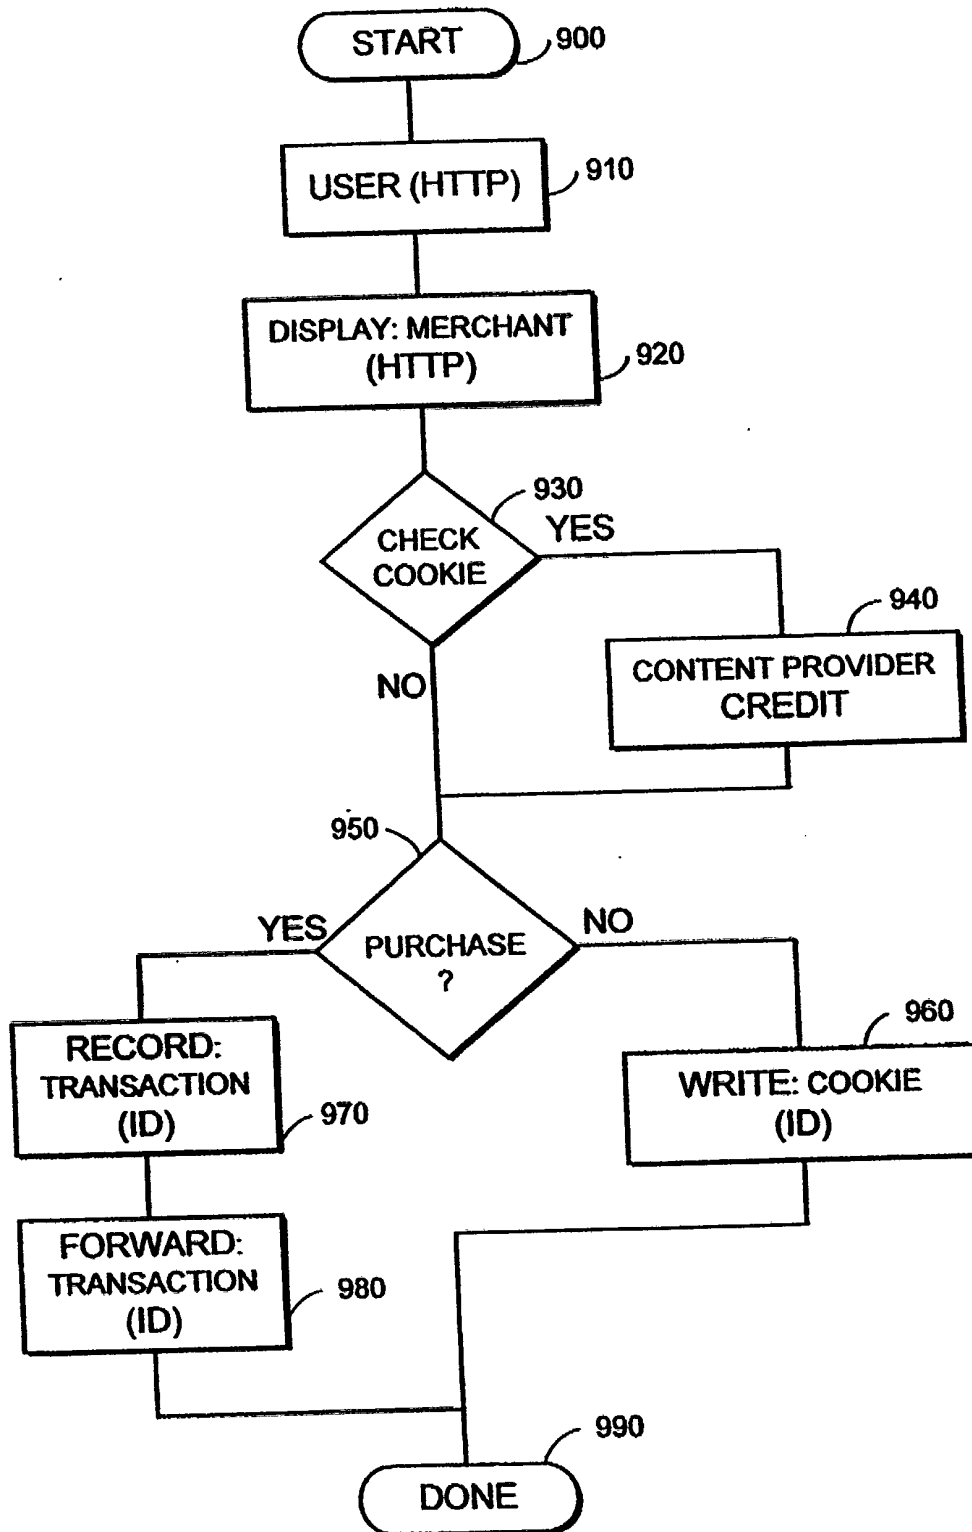 START
900
USER (HTTP)
910
DISPLAY: MERCHANT
(HTTP)
920
930
CHECK
COOKIE
YES
NO
940
CONTENT PROVIDER
CREDIT
950
PURCHASE
?
YES
NO
RECORD:
TRANSACTION
(ID)
970
960
WRITE: COOKIE
(ID)
FORWARD:
TRANSACTION
(ID)
980
990
DONE